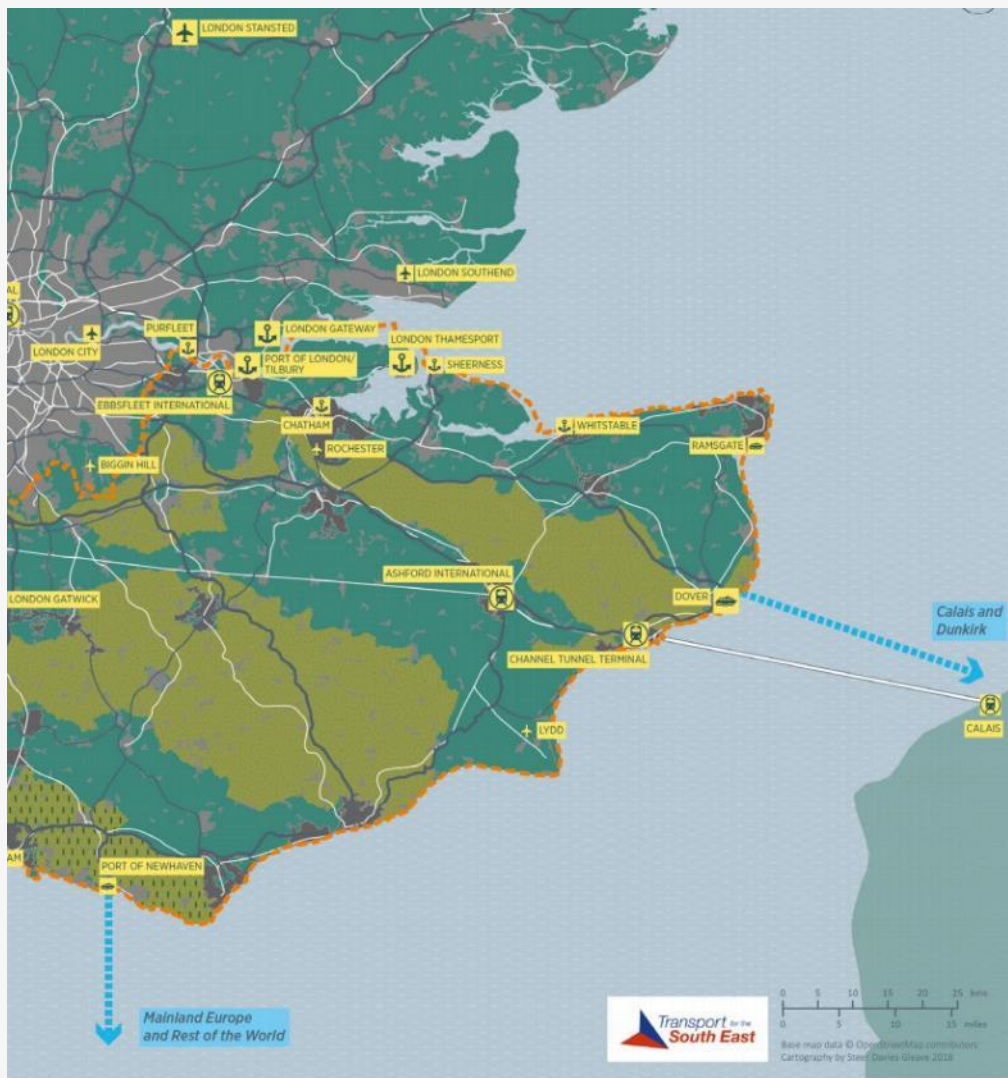 LONDON STANSTED
LONDON SOUTHEND
AL
LONDON CITY
PURFLEET
LONDON GATEWAY
LONDON THAMESPORT
PORT OF LONDON/
TILBURY
SHEERNESS
EBBSFLEET INTERNATIONAL
CHATHAM
WHITSTABLE
ROCHESTER
RAMSGATE
BIGGIN HILL
ASHFORD INTERNATIONAL
LONDON GATWICK
DOVER
Calais and
Dunkirk
CHANNEL TUNNEL TERMINAL
CALAIS
LYDD
AM
PORT OF NEWHAVEN
Mainland Europe
and Rest of the World
Transport for the
South East
0 5 10 15 20 25 kms
0 5 10 15 miles
Base map data © OpenStreetMap contributors
Cartography by Steer Davies Gleave 2018